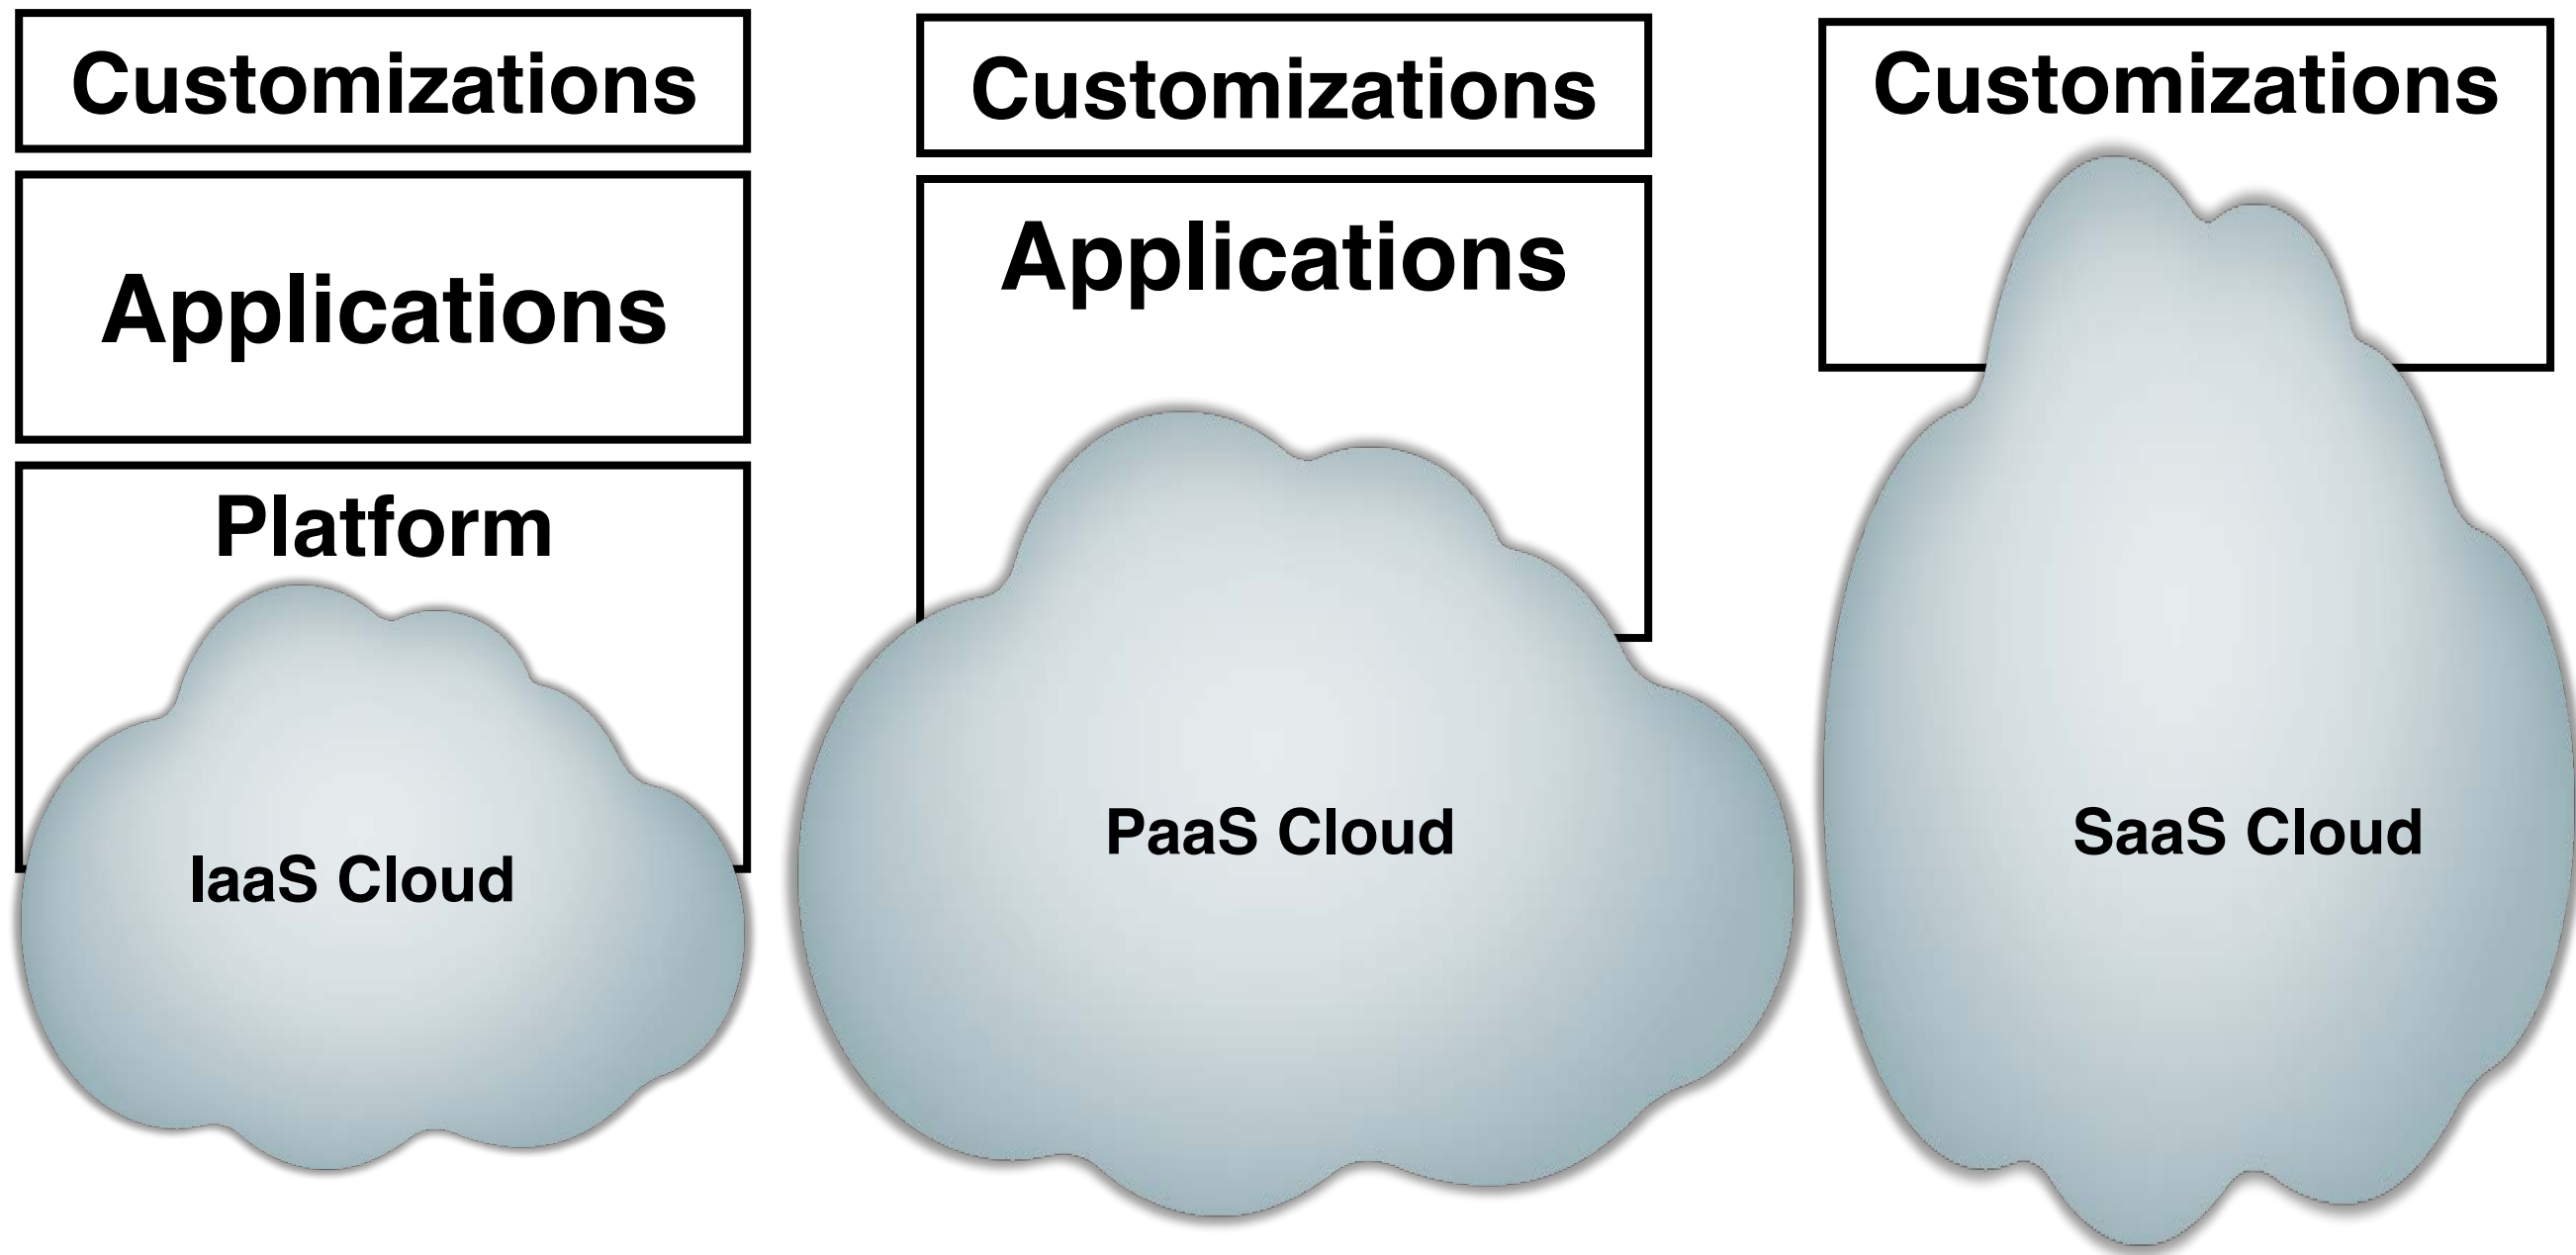 Customizations
Applications
Platform
IaaS Cloud
Customizations
Applications
PaaS Cloud
Customizations
SaaS Cloud